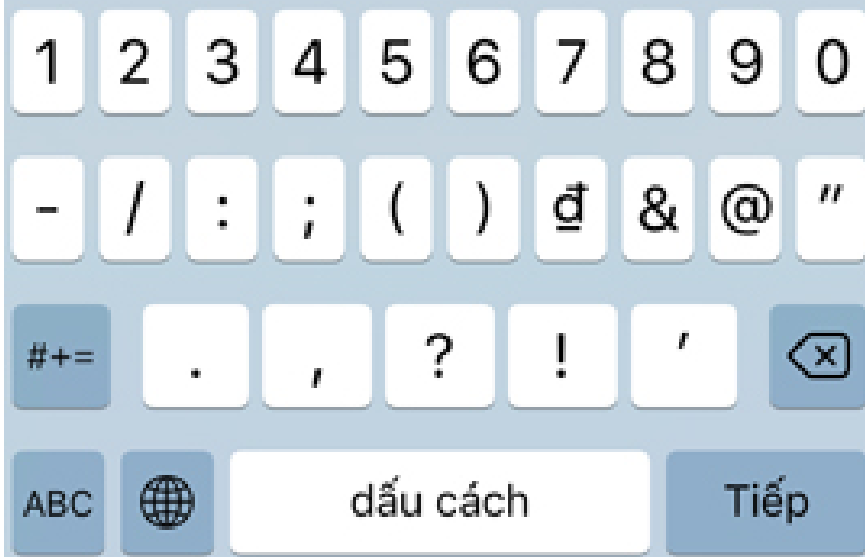 1 2 3 4 5 6 7 8 9 0
- / : ; ( ) ₫ & @ "
#+= . , ? ! '
ABC dấu cách Tiếp